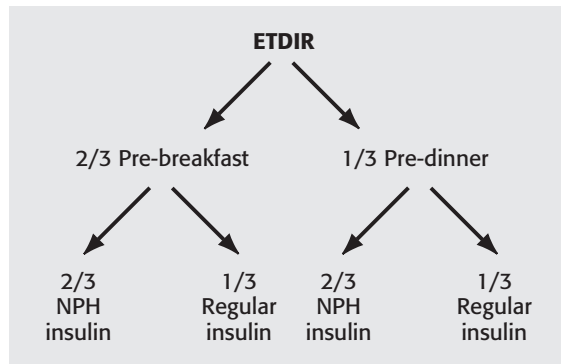 ETDIR
2/3 Pre-breakfast
1/3 Pre-dinner
2/3
NPH
insulin
1/3
Regular
insulin
2/3
NPH
insulin
1/3
Regular
insulin